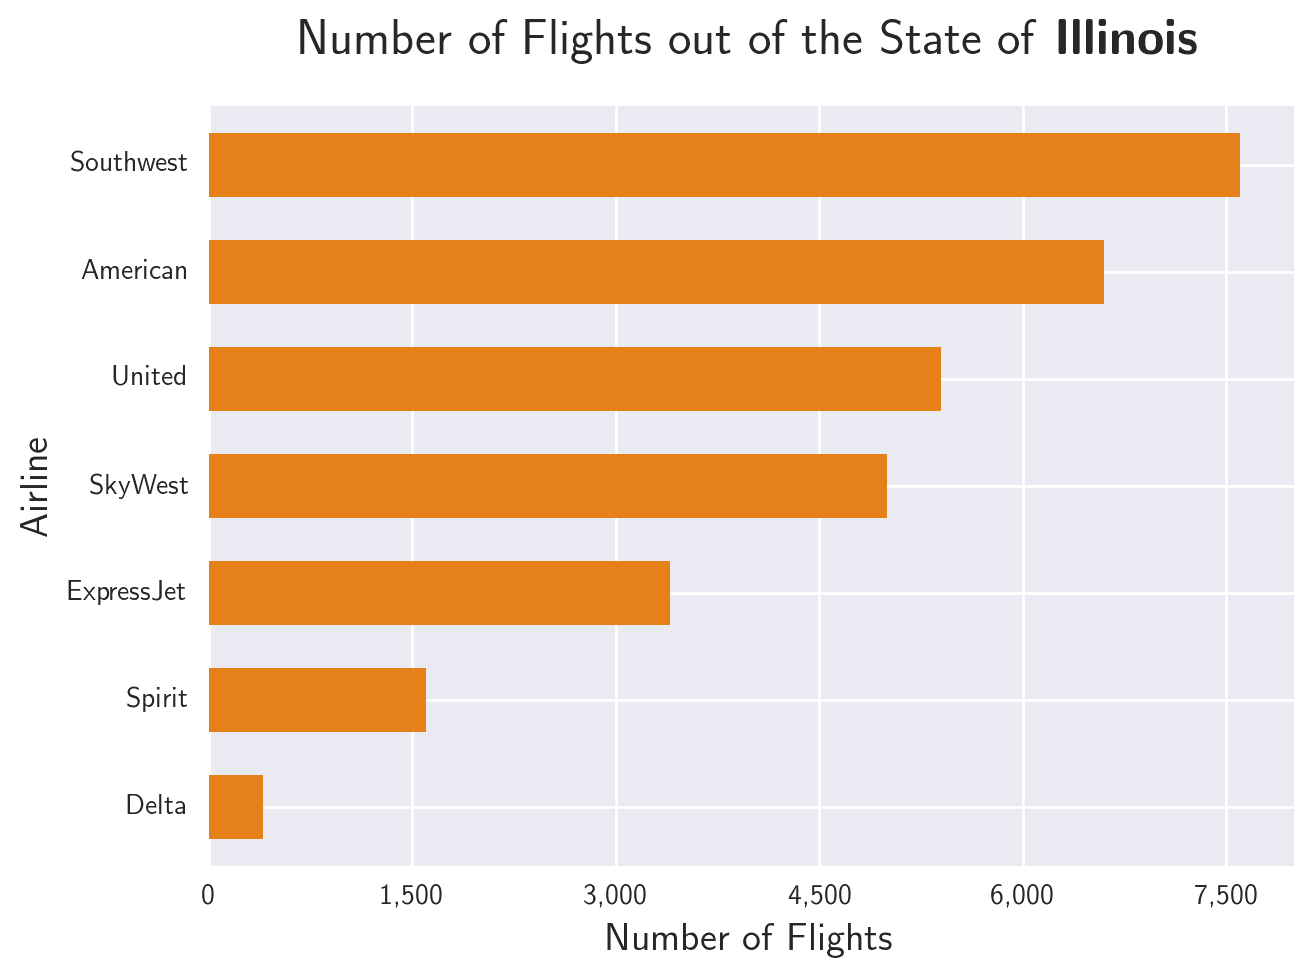 Number of Flights out of the State of Illinois
Southwest
American
United
SkyWest
ExpressJet
Spirit
Delta
Airline
0 1,500 3,000 4,500 6,000 7,500
Number of Flights